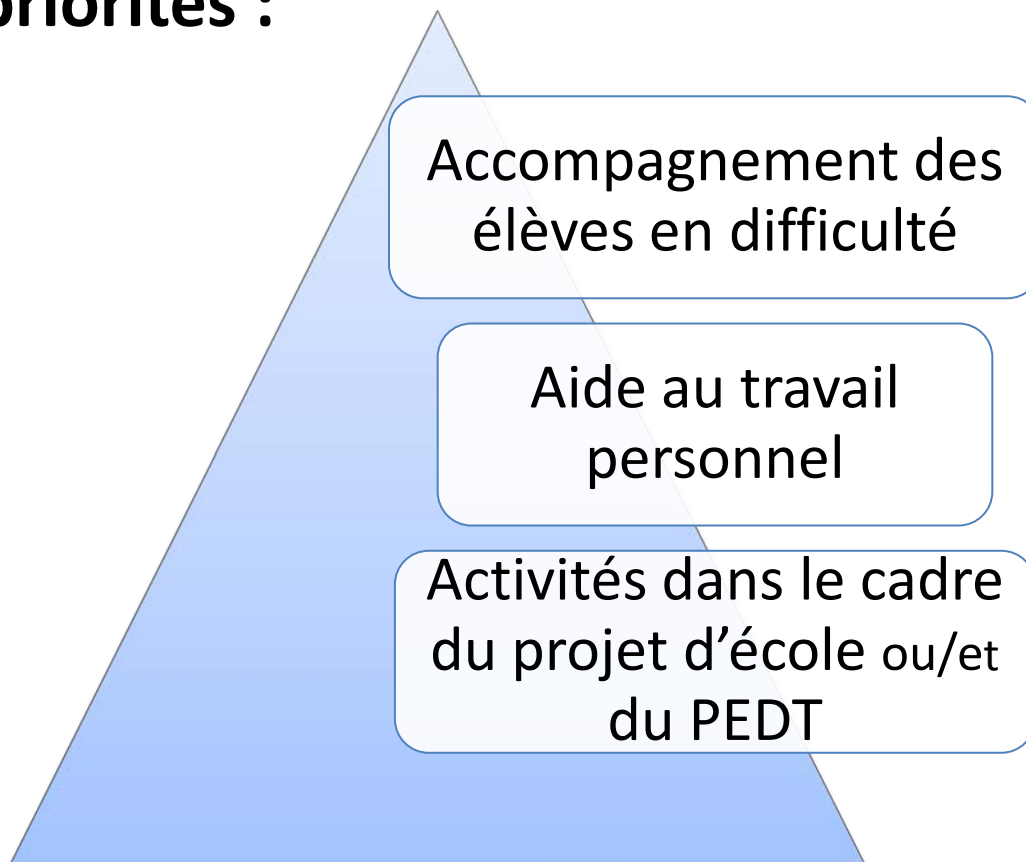 priorités :
Accompagnement des
élèves en difficulté
Aide au travail
personnel
Activités dans le cadre
du projet d’école ou/et
du PEDT